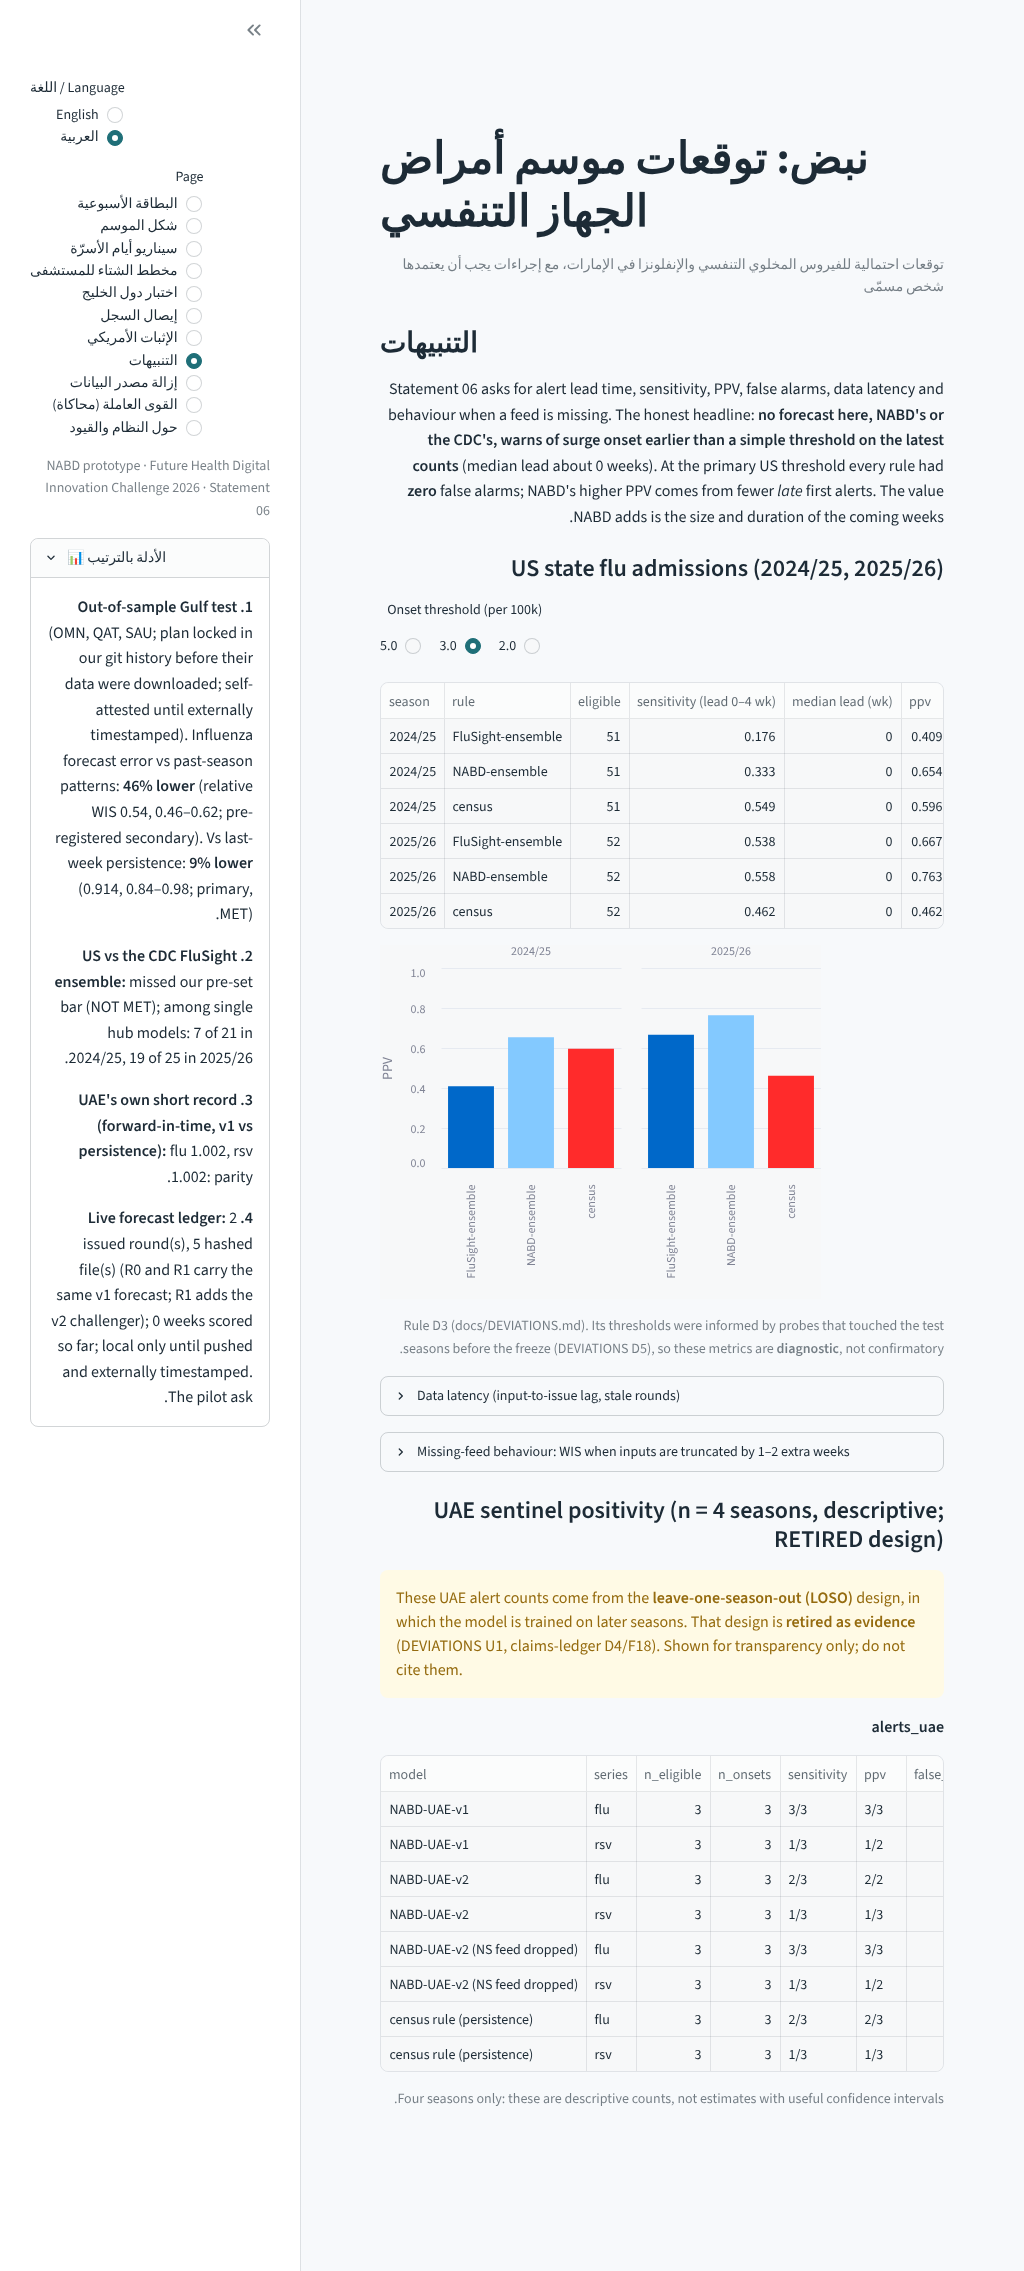 اللغة / Language
English
العربية
Page
البطاقة الأسبوعية
شكل الموسم
سيناريو أيام الأسرّة
مخطط الشتاء للمستشفى
اختبار دول الخليج
إيصال السجل
الإثبات الأمريكي
التنبيهات
إزالة مصدر البيانات
القوى العاملة (محاكاة)
حول النظام والقيود
NABD prototype · Future Health Digital
Innovation Challenge 2026 · Statement
06
📊 الأدلة بالترتيب
1. Out-of-sample Gulf test
(OMN, QAT, SAU; plan locked in
our git history before their
data were downloaded; self-
attested until externally
timestamped). Influenza
forecast error vs past-season
patterns: 46% lower (relative
WIS 0.54, 0.46–0.62; pre-
registered secondary). Vs last-
week persistence: 9% lower
(0.914, 0.84–0.98; primary,
MET).
2. US vs the CDC FluSight
ensemble: missed our pre-set
bar (NOT MET); among single
hub models: 7 of 21 in
2024/25, 19 of 25 in 2025/26.
3. UAE's own short record
(forward-in-time, v1 vs
persistence): flu 1.002, rsv
1.002: parity.
4. Live forecast ledger: 2
issued round(s), 5 hashed
file(s) (R0 and R1 carry the
same v1 forecast; R1 adds the
v2 challenger); 0 weeks scored
so far; local only until pushed
and externally timestamped.
The pilot ask.
نبض: توقعات موسم أمراض
الجهاز التنفسي
توقعات احتمالية للفيروس المخلوي التنفسي والإنفلونزا في الإمارات، مع إجراءات يجب أن يعتمدها
شخص مسمّى
التنبيهات
Statement 06 asks for alert lead time, sensitivity, PPV, false alarms, data latency and
behaviour when a feed is missing. The honest headline: no forecast here, NABD's or
the CDC's, warns of surge onset earlier than a simple threshold on the latest
counts (median lead about 0 weeks). At the primary US threshold every rule had
zero false alarms; NABD's higher PPV comes from fewer late first alerts. The value
NABD adds is the size and duration of the coming weeks.
US state flu admissions (2024/25, 2025/26)
Onset threshold (per 100k)
5.0 3.0 2.0
season rule eligible sensitivity (lead 0–4 wk) median lead (wk) ppv
2024/25 FluSight-ensemble 51 0.176 0 0.409
2024/25 NABD-ensemble 51 0.333 0 0.654
2024/25 census 51 0.549 0 0.596
2025/26 FluSight-ensemble 52 0.538 0 0.667
2025/26 NABD-ensemble 52 0.558 0 0.763
2025/26 census 52 0.462 0 0.462
2024/25 2025/26
1.0
0.8
0.6
0.4
0.2
0.0
PPV
FluSight-ensemble NABD-ensemble census FluSight-ensemble NABD-ensemble census
Rule D3 (docs/DEVIATIONS.md). Its thresholds were informed by probes that touched the test
seasons before the freeze (DEVIATIONS D5), so these metrics are diagnostic, not confirmatory.
Data latency (input-to-issue lag, stale rounds)
Missing-feed behaviour: WIS when inputs are truncated by 1–2 extra weeks
UAE sentinel positivity (n = 4 seasons, descriptive;
RETIRED design)
These UAE alert counts come from the leave-one-season-out (LOSO) design, in
which the model is trained on later seasons. That design is retired as evidence
(DEVIATIONS U1, claims-ledger D4/F18). Shown for transparency only; do not
cite them.
alerts_uae
model series n_eligible n_onsets sensitivity ppv false_
NABD-UAE-v1 flu 3 3 3/3 3/3
NABD-UAE-v1 rsv 3 3 1/3 1/2
NABD-UAE-v2 flu 3 3 2/3 2/2
NABD-UAE-v2 rsv 3 3 1/3 1/3
NABD-UAE-v2 (NS feed dropped) flu 3 3 3/3 3/3
NABD-UAE-v2 (NS feed dropped) rsv 3 3 1/3 1/2
census rule (persistence) flu 3 3 2/3 2/3
census rule (persistence) rsv 3 3 1/3 1/3
Four seasons only: these are descriptive counts, not estimates with useful confidence intervals.